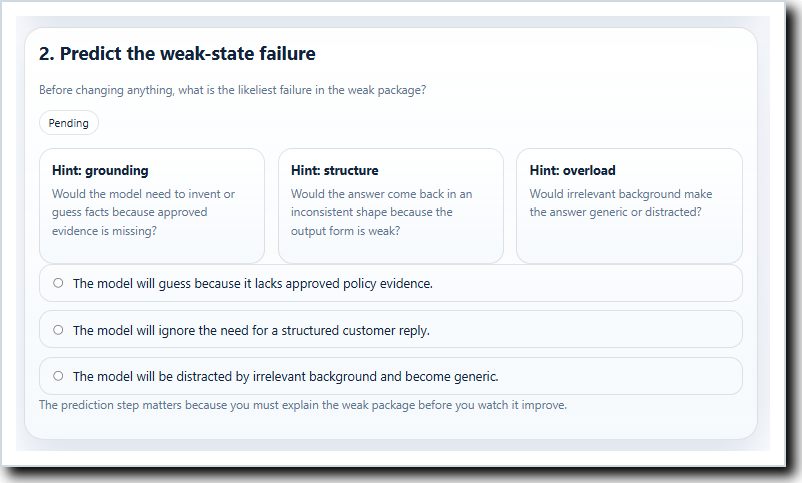 2. Predict the weak-state failure
Before changing anything, what is the likeliest failure in the weak package?
Pending
Hint: grounding
Would the model need to invent or
guess facts because approved
evidence is missing?
Hint: structure
Would the answer come back in an
inconsistent shape because the
output form is weak?
Hint: overload
Would irrelevant background make
the answer generic or distracted?
The model will guess because it lacks approved policy evidence.
The model will ignore the need for a structured customer reply.
The model will be distracted by irrelevant background and become generic.
The prediction step matters because you must explain the weak package before you watch it improve.